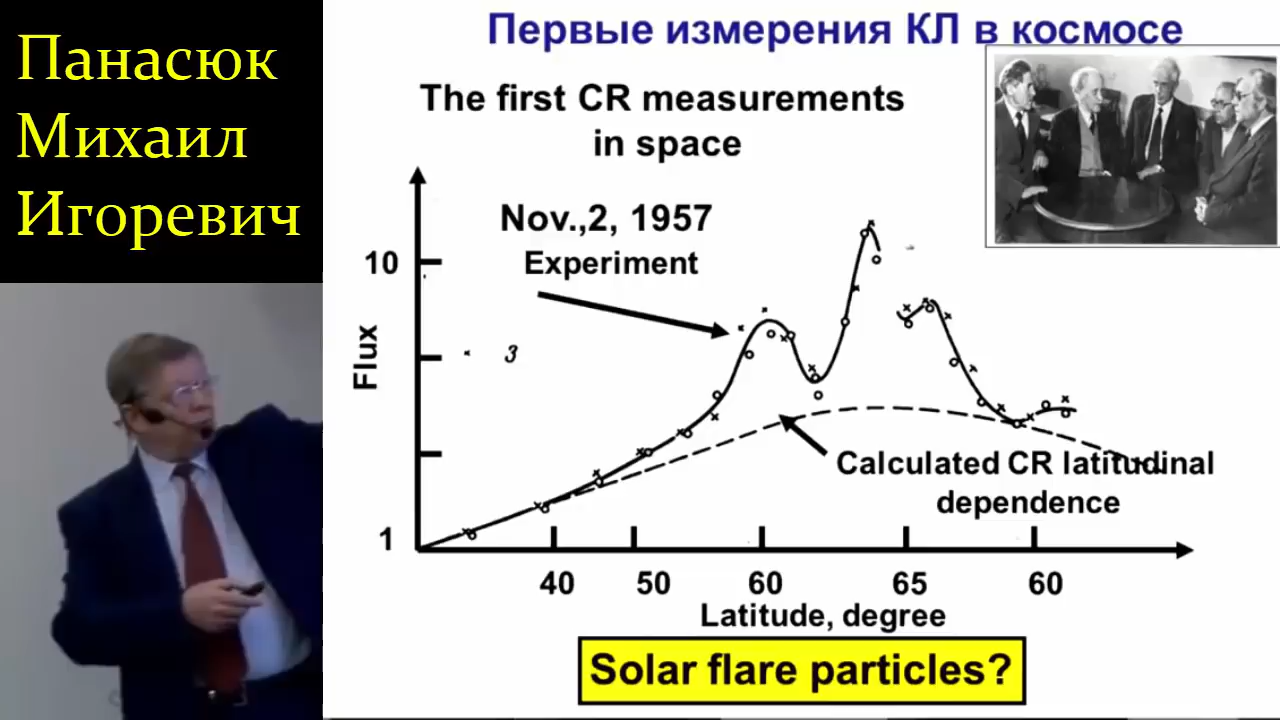 Панасюк
Михаил
Игоревич
Первые измерения КЛ в космосе
The first CR measurements
in space
Nov.,2, 1957
Experiment
10
Flux
3
1
Calculated CR latitudinal
dependence
40 50 60 65 60
Latitude, degree
Solar flare particles?